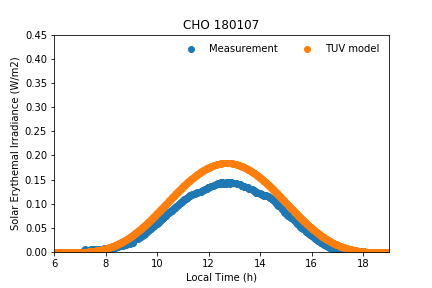 CHO 180107
Measurement TUV model
Solar Erythemal Irradiance (W/m2)
0.45
0.40
0.35
0.30
0.25
0.20
0.15
0.10
0.05
0.00
6 8 10 12 14 16 18
Local Time (h)